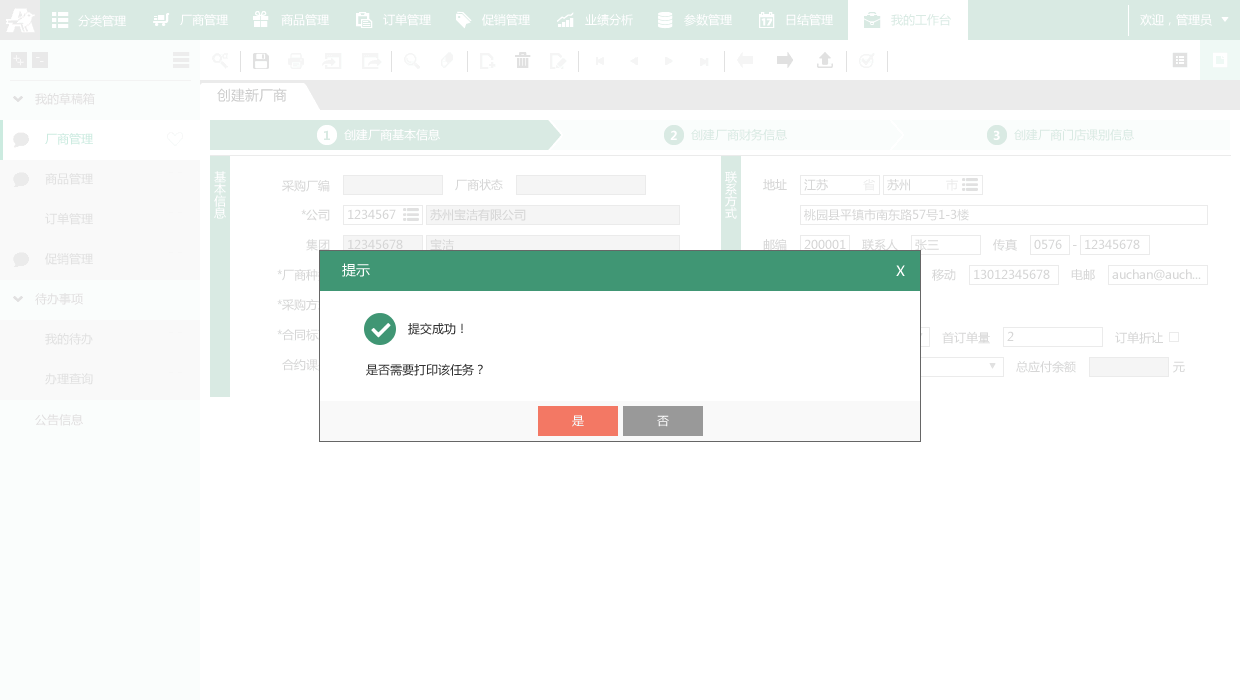 分类管理 厂商管理 商品管理 订单管理 促销管理 业绩分析 参数管理 日结管理 我的工作台 欢迎，管理员
我的草稿箱
厂商管理
商品管理
订单管理
促销管理
待办事项
我的待办
办理查询
公告信息
创建新厂商
1 创建厂商基本信息 2 创建厂商财务信息 3 创建厂商门店课别信息
基本信息
采购厂编 厂商状态
*公司 1234567 苏州宝洁有限公司
集团 12345678 宝洁
*厂商种
*采购方
*合同标
合约课
联系方式
地址 江苏 省 苏州 市
桃园县平镇市南东路57号1-3楼
邮编 200001 联系人 张三 传真 0576 - 12345678
移动 13012345678 电邮 auchan@auch...
首订单量 2 订单折让
总应付余额 元
提示 X
提交成功！
是否需要打印该任务？
是 否